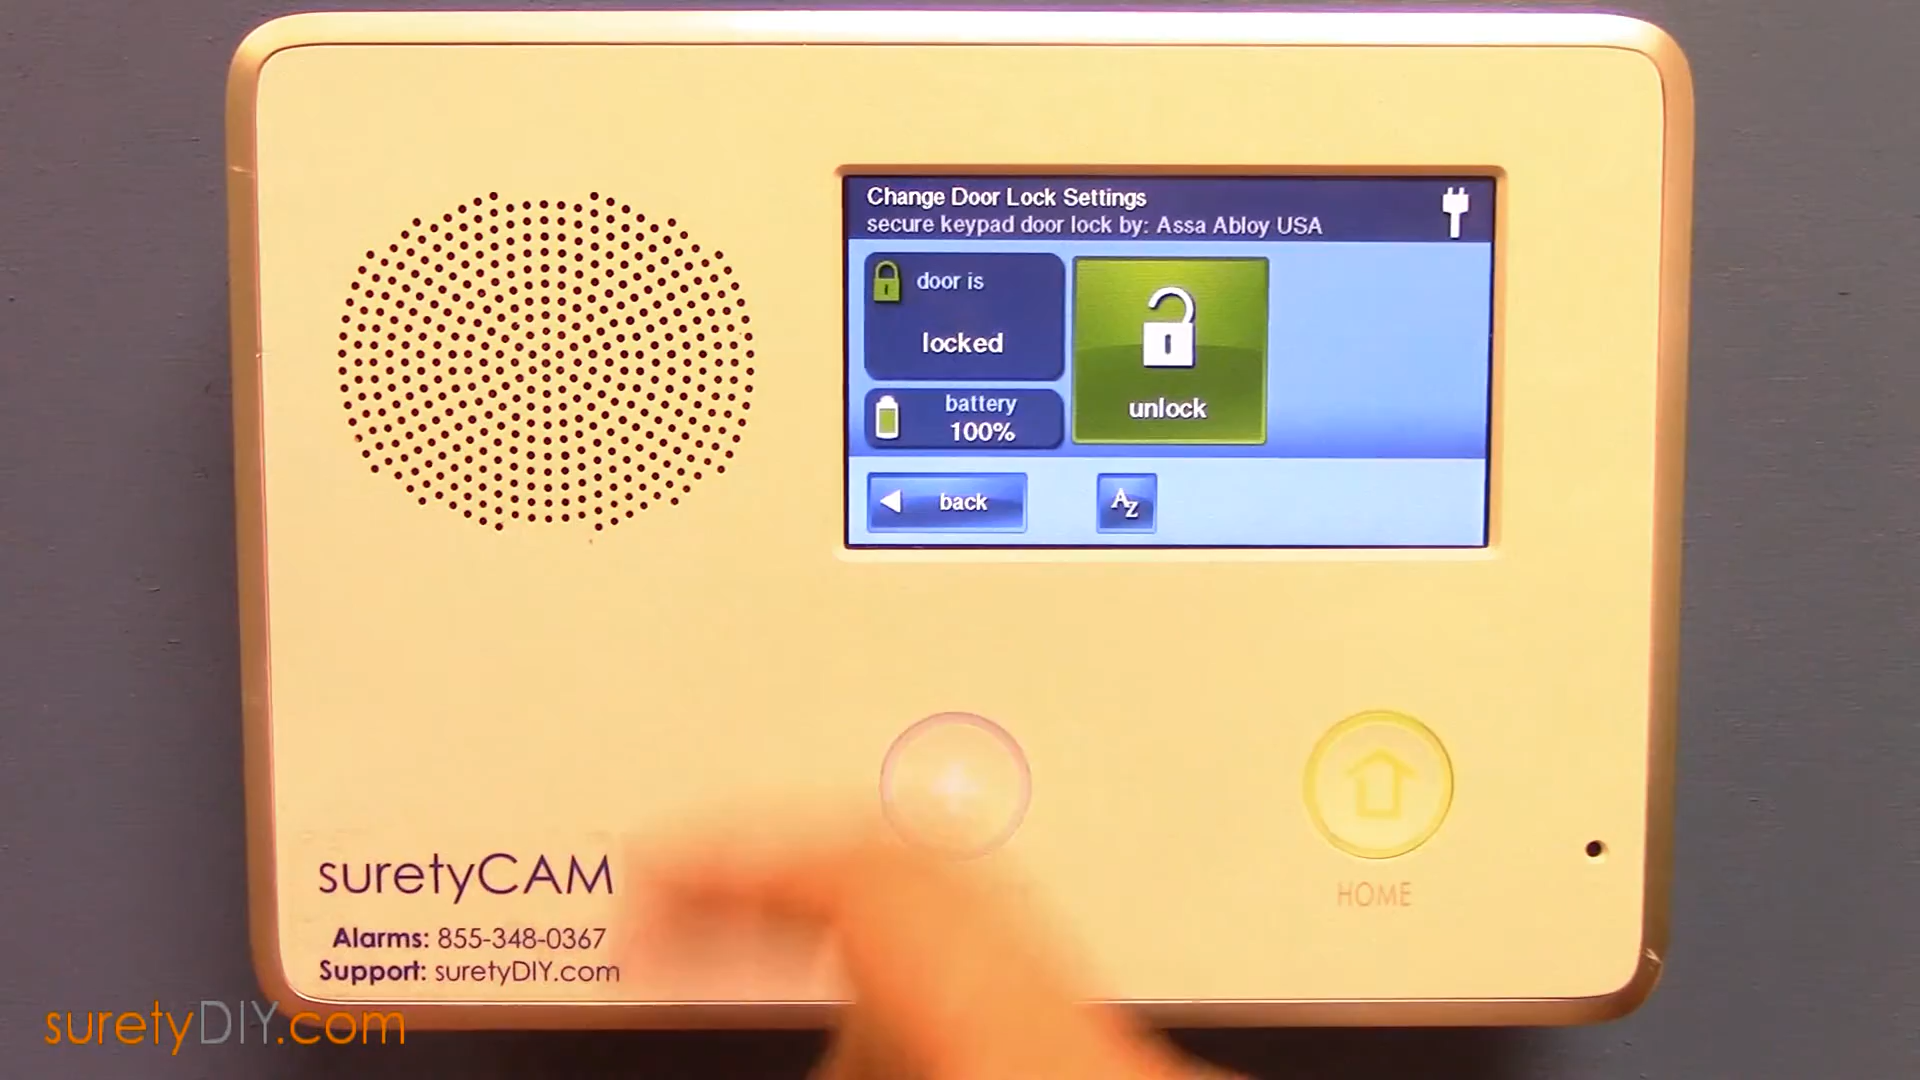 Change Door Lock Settings
secure keypad door lock by: Assa Abloy USA
door is
locked
battery
100%
unlock
back
AZ
HOME
suretyCAM
Alarms: 855-348-0367
Support: suretyDIY.com
suretyDIY.com